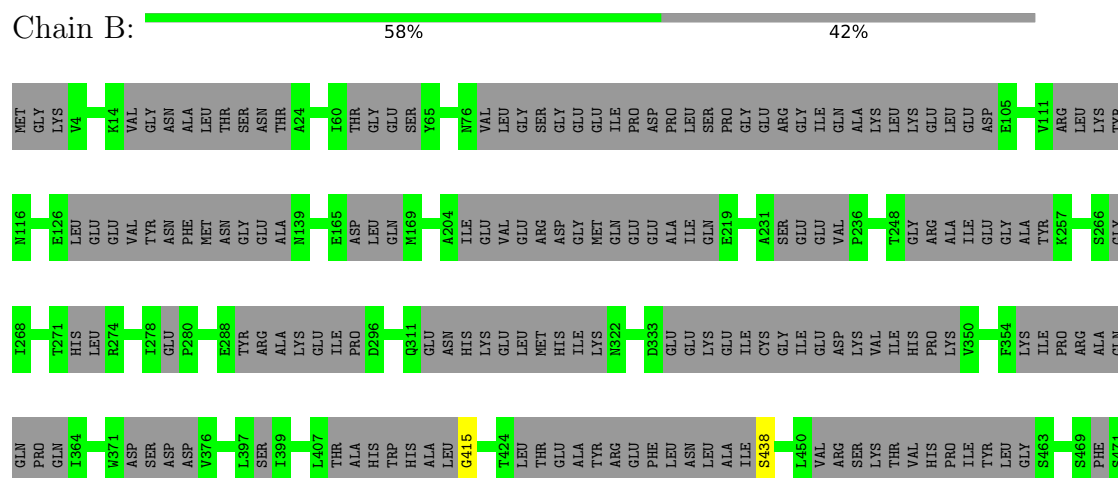 Chain B:
58% 42%
MET GLY LYS V4 K14 VAL GLY ASN ALA LEU THR SER ASN THR A24 I60 THR GLY GLU SER Y65 N76 VAL LEU GLY SER GLY GLU GLU ILE PRO ASP PRO LEU SER PRO GLY GLU ARG GLY ILE GLN ALA LYS LEU LYS GLU LEU GLU ASP E105 V111 ARG LEU LYS TYR
N116 E126 LEU GLU GLU VAL TYR ASN PHE MET ASN GLY GLU ALA N139 E165 ASP LEU GLN M169 A204 ILE GLU VAL GLU ARG ASP GLY MET GLN GLU GLU ALA ILE GLN E219 A231 SER GLU GLU VAL P236 T248 GLY ARG ALA ILE GLU GLY ALA TYR K257 S266 GLY
I268 T271 HIS LEU R274 I278 GLU P280 E288 TYR ARG ALA LYS GLU ILE PRO D296 Q311 GLU ASN HIS LYS GLU LEU MET HIS ILE LYS N322 D333 GLU GLU LYS GLU ILE CYS GLY ILE GLU ASP LYS VAL ILE HIS PRO LYS V350 F354 LYS ILE PRO ARG ALA GLN
GLN PRO GLN I364 W371 ASP SER ASP ASP V376 L397 SER I399 L407 THR ALA HIS TRP HIS ALA LEU G415 T424 LEU THR GLU ALA TYR ARG GLU PHE LEU ASN LEU ALA ILE S438 L450 VAL ARG SER LYS THR VAL HIS PRO ILE TYR LEU GLY S463 S469 PHE S471